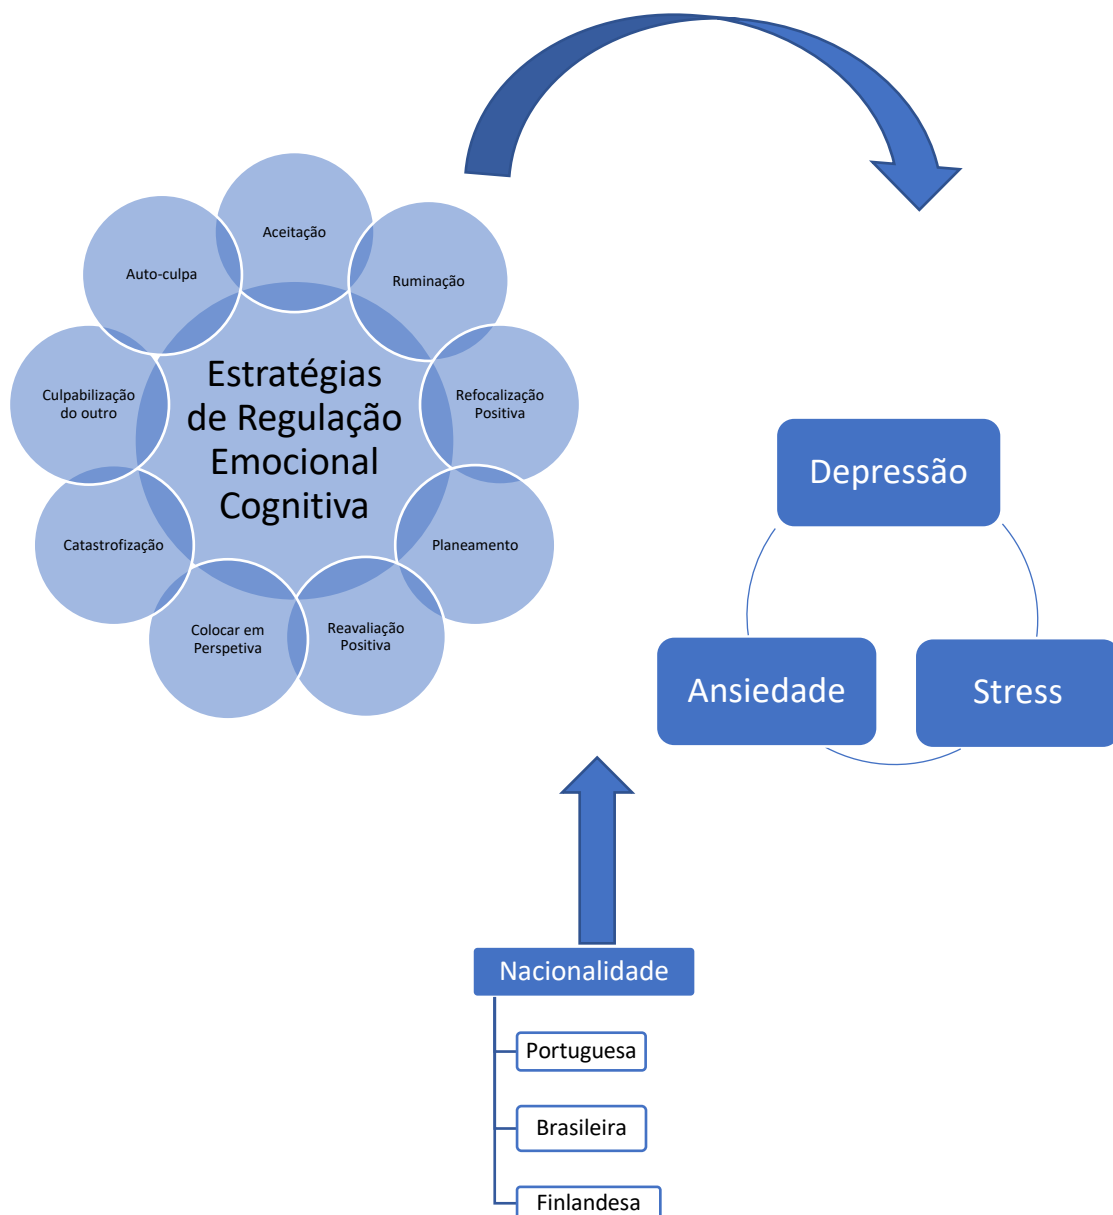 Aceitação
Ruminação
Auto-culpa
Refocalização
Positiva
Culpabilização
do outro
Estratégias
de Regulação
Emocional
Cognitiva
Planeamento
Catastrofização
Reavaliação
Positiva
Colocar em
Perspetiva
Depressão
Ansiedade
Stress
Nacionalidade
Portuguesa
Brasileira
Finlandesa